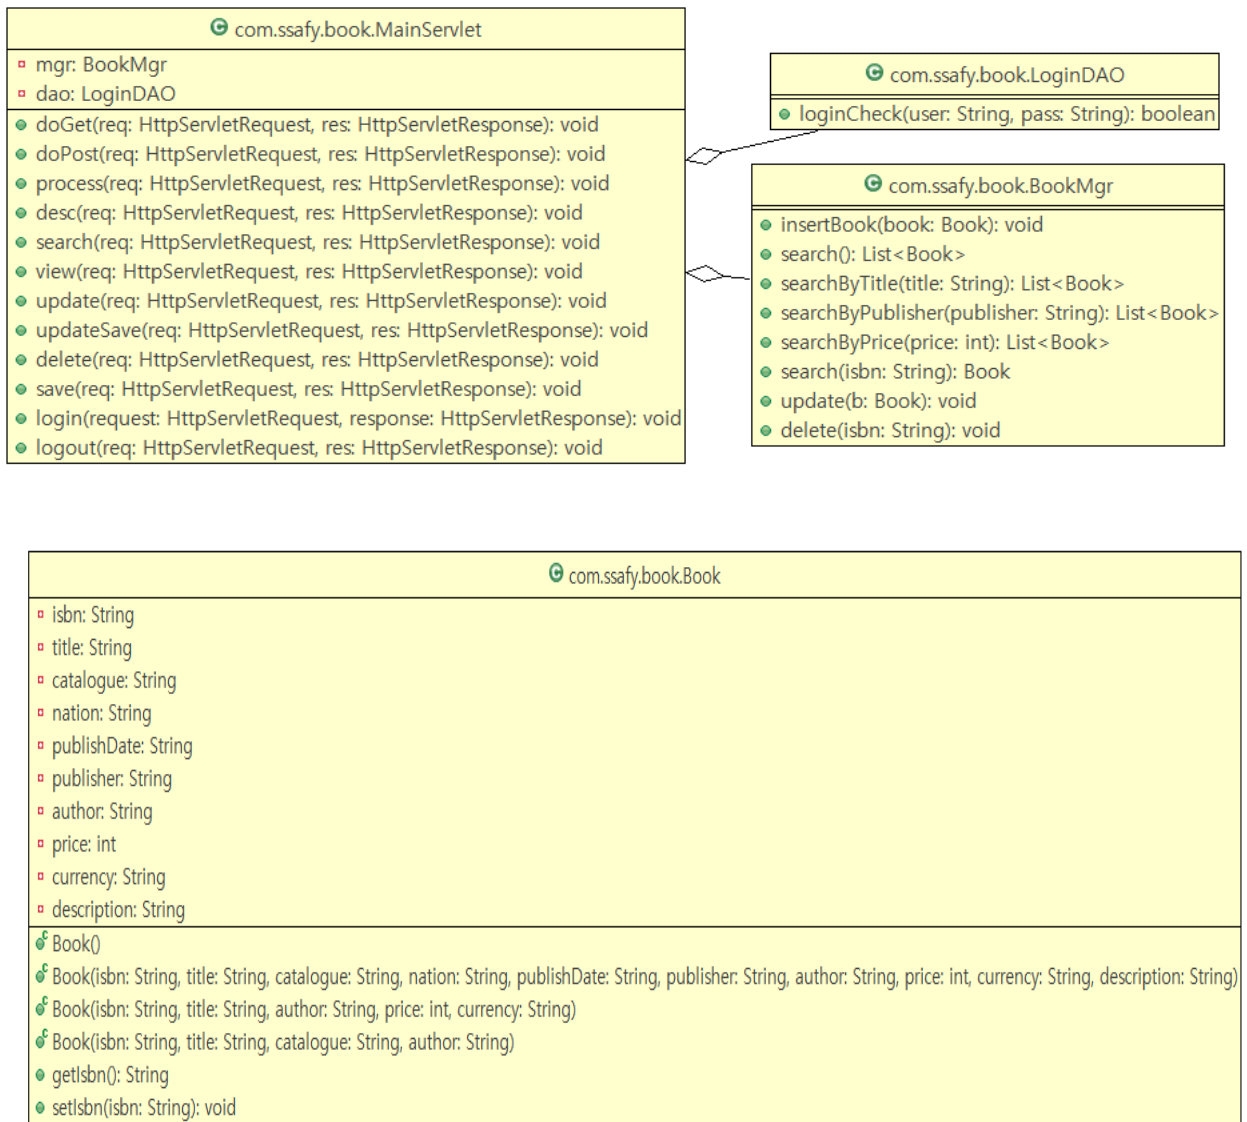 com.ssafy.book.MainServlet
mgr: BookMgr
dao: LoginDAO
doGet(req: HttpServletRequest, res: HttpServletResponse): void
doPost(req: HttpServletRequest, res: HttpServletResponse): void
process(req: HttpServletRequest, res: HttpServletResponse): void
desc(req: HttpServletRequest, res: HttpServletResponse): void
search(req: HttpServletRequest, res: HttpServletResponse): void
view(req: HttpServletRequest, res: HttpServletResponse): void
update(req: HttpServletRequest, res: HttpServletResponse): void
updateSave(req: HttpServletRequest, res: HttpServletResponse): void
delete(req: HttpServletRequest, res: HttpServletResponse): void
save(req: HttpServletRequest, res: HttpServletResponse): void
login(request: HttpServletRequest, response: HttpServletResponse): void
logout(req: HttpServletRequest, res: HttpServletResponse): void
com.ssafy.book.LoginDAO
loginCheck(user: String, pass: String): boolean
com.ssafy.book.BookMgr
insertBook(book: Book): void
search(): List<Book>
searchByTitle(title: String): List<Book>
searchByPublisher(publisher: String): List<Book>
searchByPrice(price: int): List<Book>
search(isbn: String): Book
update(b: Book): void
delete(isbn: String): void
com.ssafy.book.Book
isbn: String
title: String
catalogue: String
nation: String
publishDate: String
publisher: String
author: String
price: int
currency: String
description: String
Book()
Book(isbn: String, title: String, catalogue: String, nation: String, publishDate: String, publisher: String, author: String, price: int, currency: String, description: String)
Book(isbn: String, title: String, author: String, price: int, currency: String)
Book(isbn: String, title: String, catalogue: String, author: String)
getIsbn(): String
setIsbn(isbn: String): void